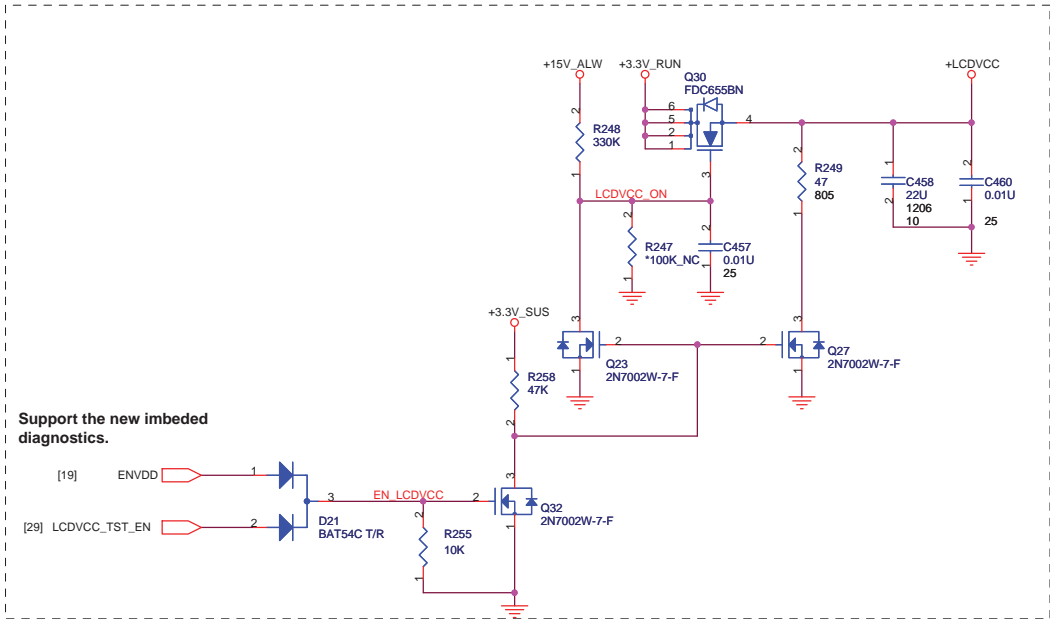 +15V_ALW
+3.3V_RUN
+LCDVCC
Q30
FDC655BN
2
R248
330K
1
6
5
2
1
4
3
LCDVCC_ON
2
R247
*100K_NC
1
2
C457
0.01U
25
1
2
R249
47
805
1
1
C458
22U
1206
10
2
2
C460
0.01U
25
1
+3.3V_SUS
3
2
Q23
2N7002W-7-F
1
3
2
Q27
2N7002W-7-F
1
1
R258
47K
2
Support the new imbeded
diagnostics.
[19] ENVDD
1
[29] LCDVCC_TST_EN
2
3
D21
BAT54C T/R
EN_LCDVCC
2
R255
10K
1
3
2
Q32
2N7002W-7-F
1